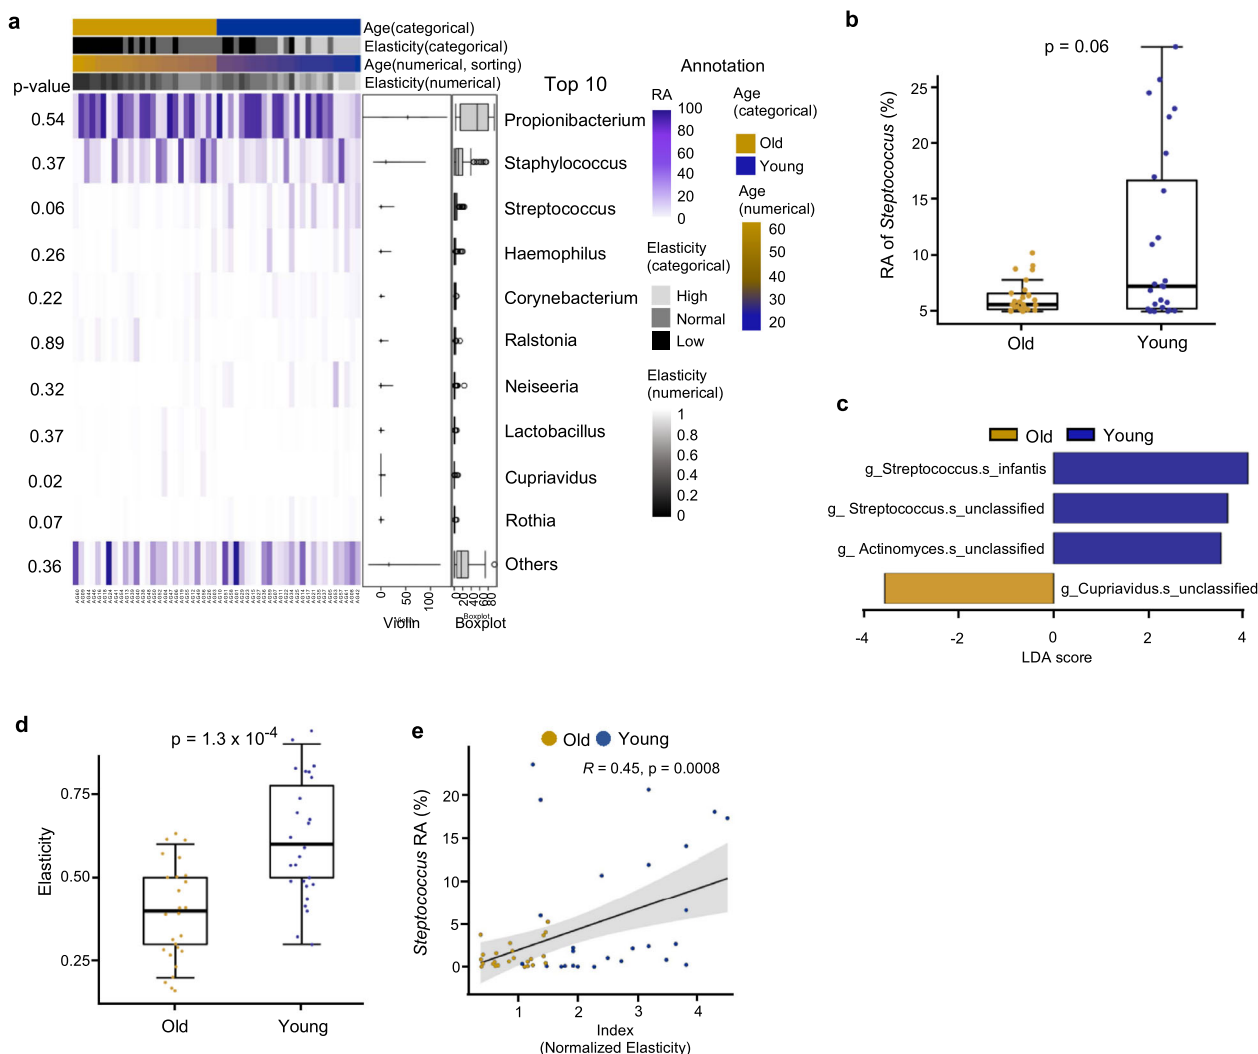 a
Age(categorical)
Elasticity(categorical)
Age(numerical, sorting)
Elasticity(numerical)
p-value
Top 10
0.54
Propionibacterium
0.37
Staphylococcus
0.06
Streptococcus
0.26
Haemophilus
0.22
Corynebacterium
0.89
Ralstonia
0.32
Neiseeria
0.37
Lactobacillus
0.02
Cupriavidus
0.07
Rothia
0.36
Others
0
50
100
Violin
0
20
40
60
80
Boxplot
Boxplot
Annotation
RA
100
80
60
40
20
0
Age
(categorical)
Old
Young
Age
(numerical)
60
50
40
30
20
Elasticity
(categorical)
High
Normal
Low
Elasticity
(numerical)
1
0.8
0.6
0.4
0.2
0
b
p = 0.06
RA of Steptococcus (%)
25
20
15
10
5
Old
Young
c
Old
Young
g_Streptococcus.s_infantis
g_ Streptococcus.s_unclassified
g_ Actinomyces.s_unclassified
g_Cupriavidus.s_unclassified
-4
-2
0
2
4
LDA score
d
p = 1.3 x 10-4
Elasticity
0.75
0.50
0.25
Old
Young
e
Old
Young
R = 0.45, p = 0.0008
Steptococcus RA (%)
20
15
10
5
0
1
2
3
4
Index
(Normalized Elasticity)